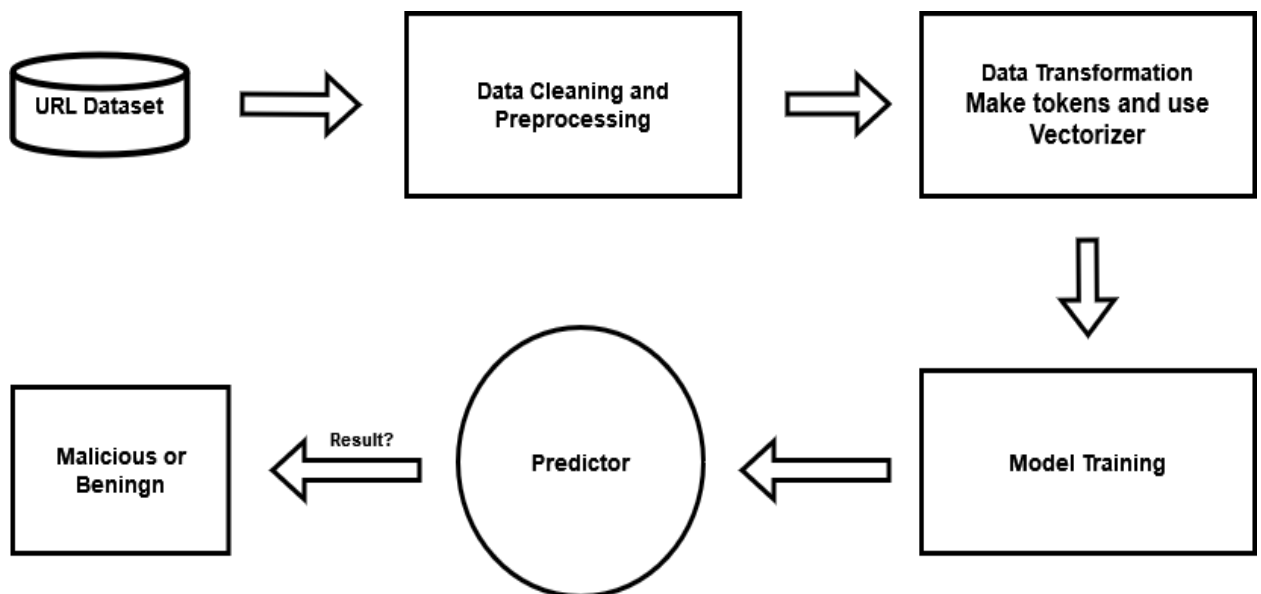 URL Dataset
Data Cleaning and
Preprocessing
Data Transformation
Make tokens and use
Vectorizer
Model Training
Predictor
Result?
Malicious or
Beningn